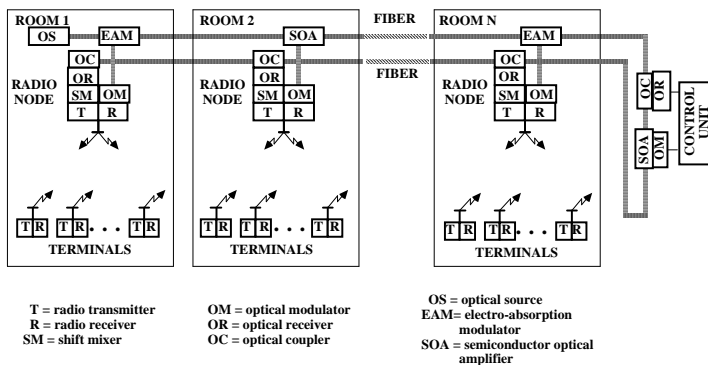 ROOM 1
ROOM 2
FIBER
ROOM N
OS
EAM
SOA
EAM
OC
OC
FIBER
OC
OR
OR
OR
RADIO NODE
SM OM
RADIO NODE
SM OM
RADIO NODE
SM OM
T R
T R
T R
OC
OR
SOA
OM
CONTROL UNIT
T R T R . . . T R
T R T R . . . T R
T R T R . . . T R
TERMINALS
TERMINALS
TERMINALS
T = radio transmitter
R = radio receiver
SM = shift mixer
OM = optical modulator
OR = optical receiver
OC = optical coupler
OS = optical source
EAM= electro-absorption
modulator
SOA = semiconductor optical
amplifier